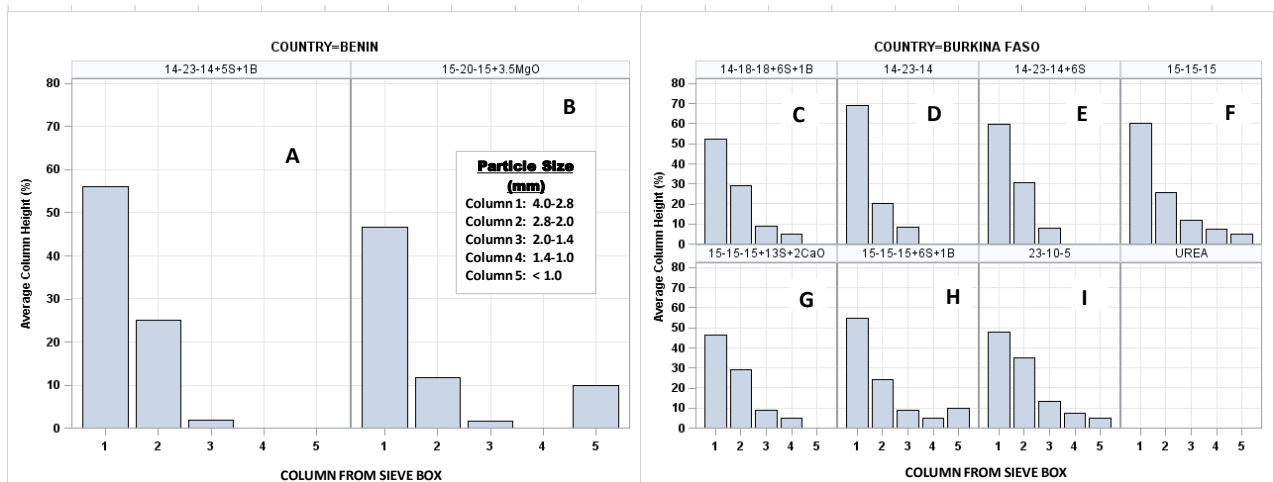 COUNTRY=BENIN
14-23-14+5S+1B
15-20-15+3.5MgO
80
70
60
50
40
30
20
10
0
Average Column Height (%)
A
B
Particle Size
(mm)
Column 1: 4.0-2.8
Column 2: 2.8-2.0
Column 3: 2.0-1.4
Column 4: 1.4-1.0
Column 5: < 1.0
1 2 3 4 5
1 2 3 4 5
COLUMN FROM SIEVE BOX
COUNTRY=BURKINA FASO
14-18-18+6S+1B
14-23-14
14-23-14+6S
15-15-15
80
70
60
50
40
30
20
10
0
C
D
E
F
Average Column Height (%)
15-15-15+13S+2CaO
15-15-15+6S+1B
23-10-5
UREA
80
70
60
50
40
30
20
10
0
G
H
I
1 2 3 4 5
1 2 3 4 5
1 2 3 4 5
1 2 3 4 5
COLUMN FROM SIEVE BOX